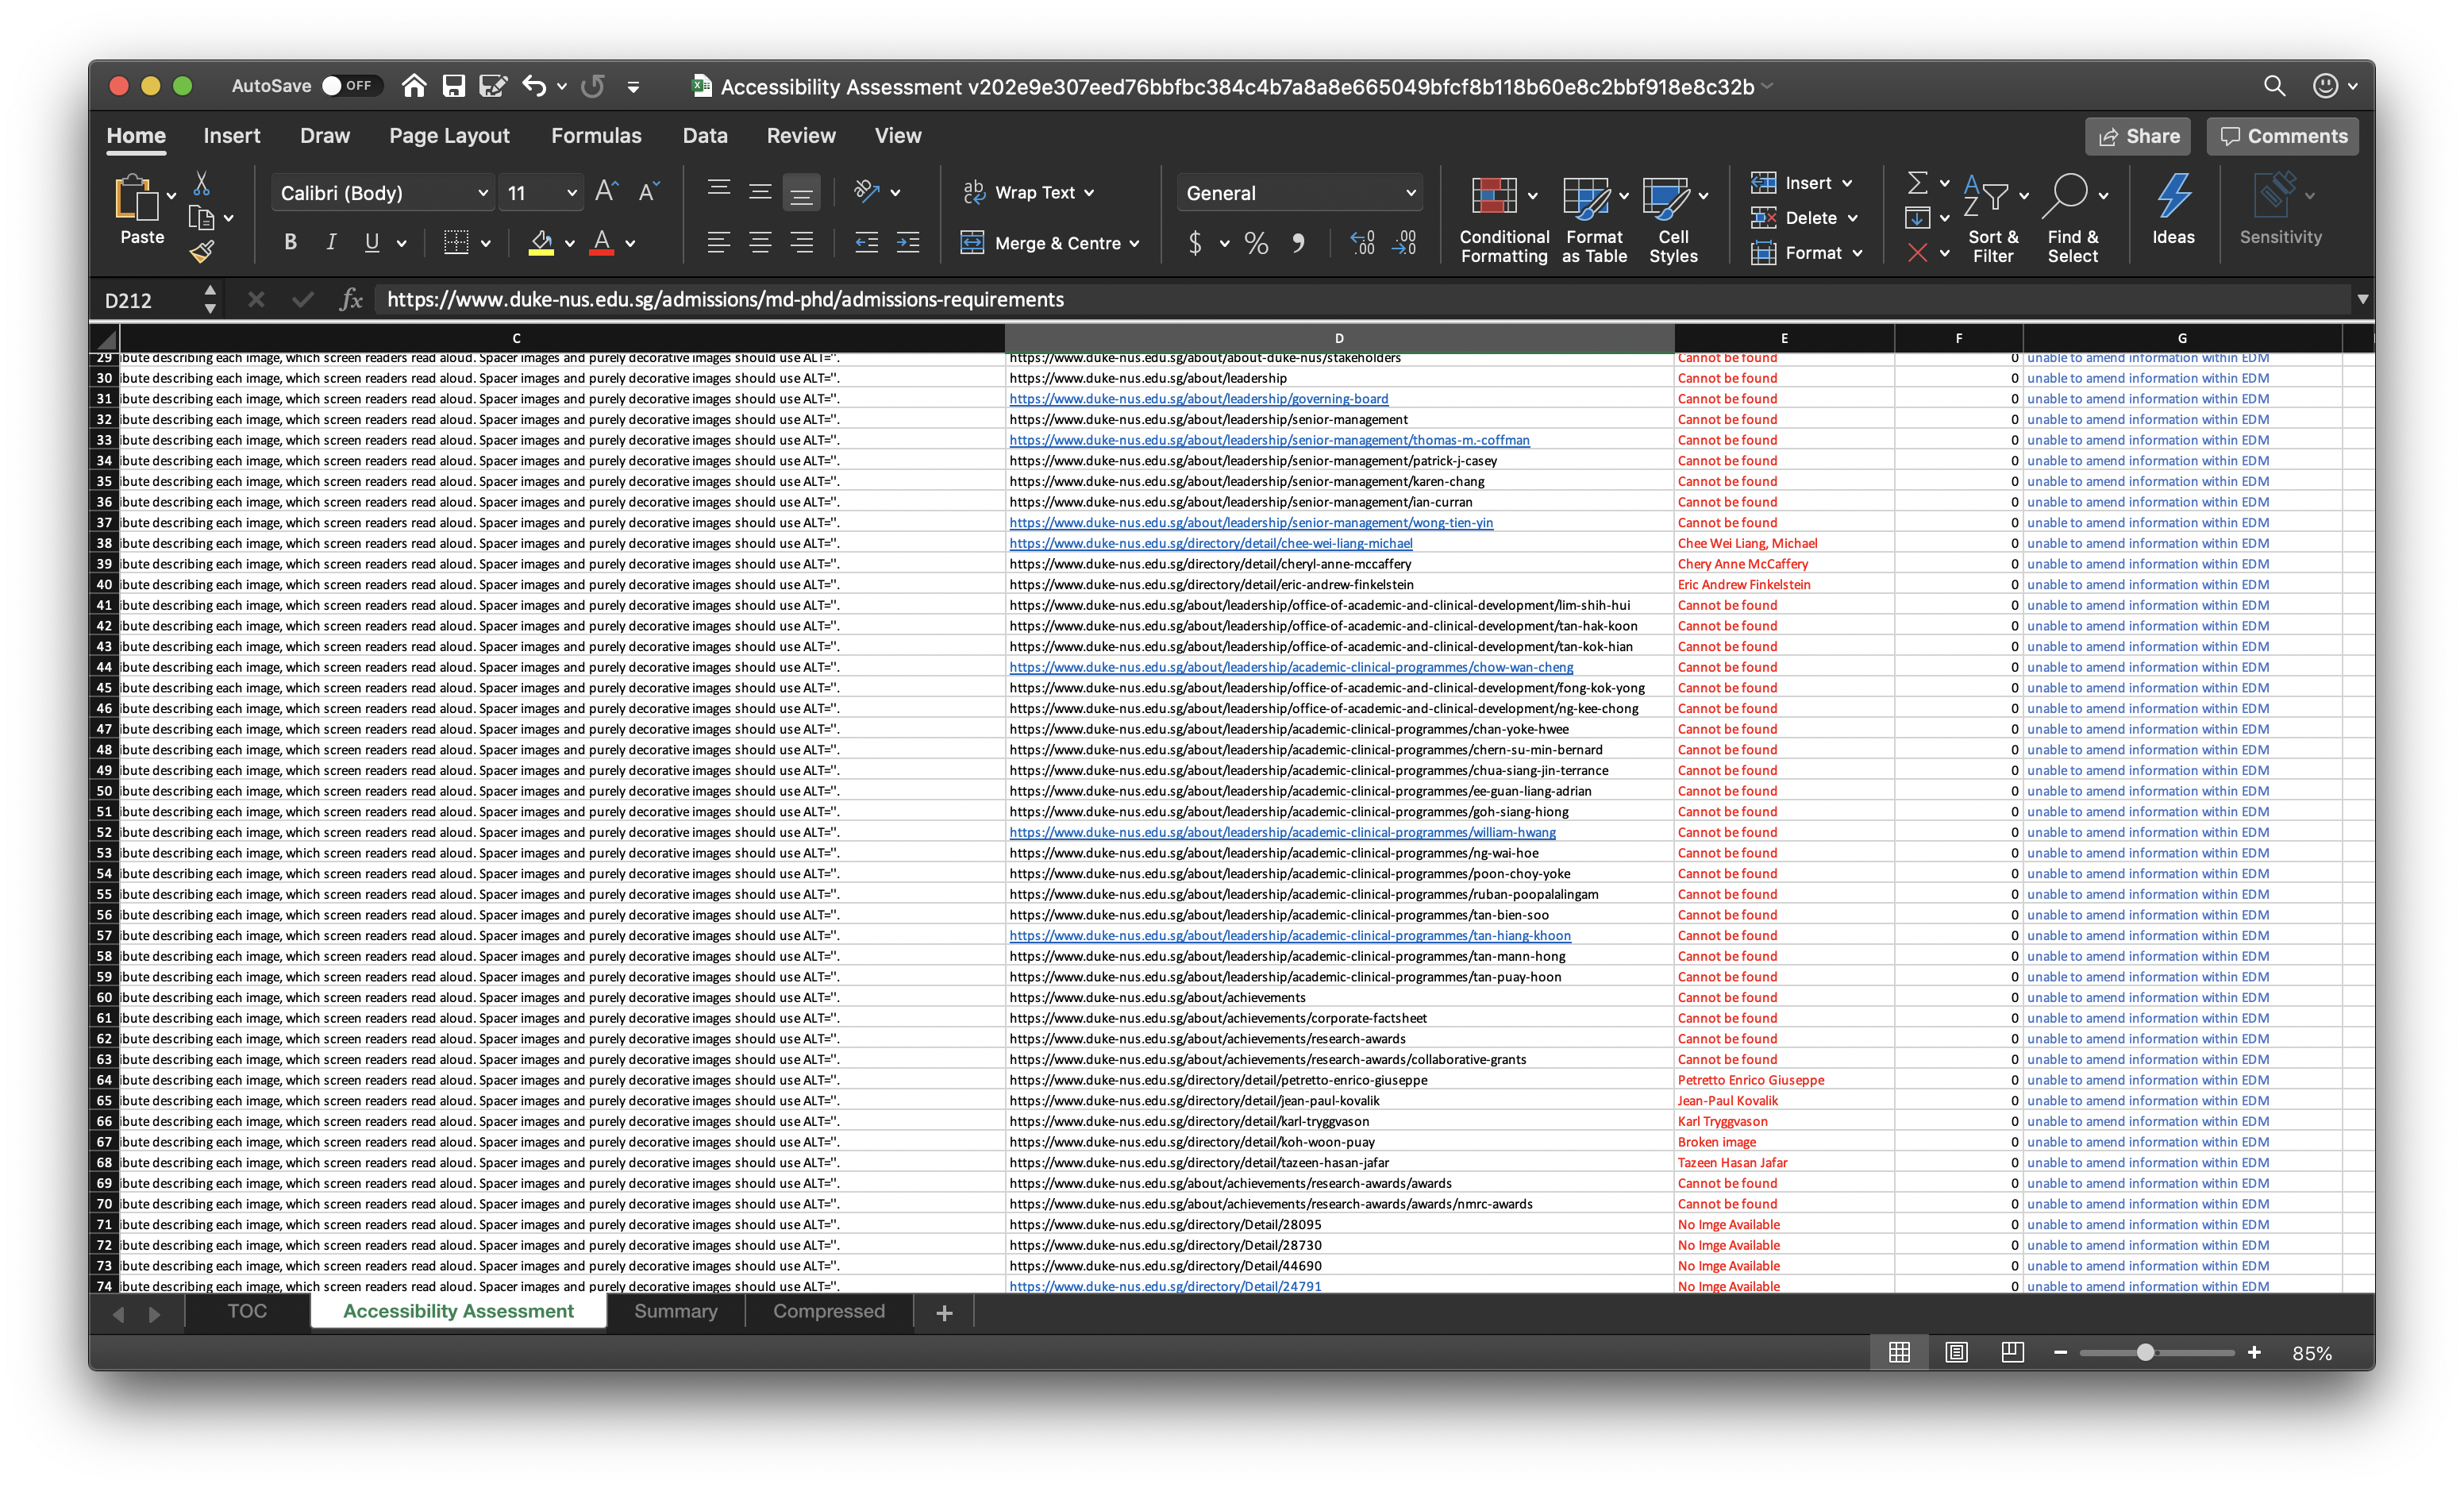 AutoSave OFF Accessibility Assessment v202e9e307eed76bbfbc384c4b7a8a8e665049bfcf8b118b60e8c2bbf918e8c32b
Home Insert Draw Page Layout Formulas Data Review View Share Comments
Paste Calibri (Body) 11 Wrap Text General Insert
B I U Merge & Centre $ % Conditional Formatting Format as Table Cell Styles Delete Format Sort & Filter Find & Select Ideas Sensitivity
D212 fx https://www.duke-nus.edu.sg/admissions/md-phd/admissions-requirements
C D E F G
29 ibute describing each image, which screen readers read aloud. Spacer images and purely decorative images should use ALT=''. https://www.duke-nus.edu.sg/about/about-duke-nus/stakeholders Cannot be found 0 unable to amend information within EDM
30 ibute describing each image, which screen readers read aloud. Spacer images and purely decorative images should use ALT=''. https://www.duke-nus.edu.sg/about/leadership Cannot be found 0 unable to amend information within EDM
31 ibute describing each image, which screen readers read aloud. Spacer images and purely decorative images should use ALT=''. https://www.duke-nus.edu.sg/about/leadership/governing-board Cannot be found 0 unable to amend information within EDM
32 ibute describing each image, which screen readers read aloud. Spacer images and purely decorative images should use ALT=''. https://www.duke-nus.edu.sg/about/leadership/senior-management Cannot be found 0 unable to amend information within EDM
33 ibute describing each image, which screen readers read aloud. Spacer images and purely decorative images should use ALT=''. https://www.duke-nus.edu.sg/about/leadership/senior-management/thomas-m.-coffman Cannot be found 0 unable to amend information within EDM
34 ibute describing each image, which screen readers read aloud. Spacer images and purely decorative images should use ALT=''. https://www.duke-nus.edu.sg/about/leadership/senior-management/patrick-j-casey Cannot be found 0 unable to amend information within EDM
35 ibute describing each image, which screen readers read aloud. Spacer images and purely decorative images should use ALT=''. https://www.duke-nus.edu.sg/about/leadership/senior-management/karen-chang Cannot be found 0 unable to amend information within EDM
36 ibute describing each image, which screen readers read aloud. Spacer images and purely decorative images should use ALT=''. https://www.duke-nus.edu.sg/about/leadership/senior-management/ian-curran Cannot be found 0 unable to amend information within EDM
37 ibute describing each image, which screen readers read aloud. Spacer images and purely decorative images should use ALT=''. https://www.duke-nus.edu.sg/about/leadership/senior-management/wong-tien-yin Cannot be found 0 unable to amend information within EDM
38 ibute describing each image, which screen readers read aloud. Spacer images and purely decorative images should use ALT=''. https://www.duke-nus.edu.sg/directory/detail/chee-wei-liang-michael Chee Wei Liang, Michael 0 unable to amend information within EDM
39 ibute describing each image, which screen readers read aloud. Spacer images and purely decorative images should use ALT=''. https://www.duke-nus.edu.sg/directory/detail/cheryl-anne-mccaffery Chery Anne McCaffery 0 unable to amend information within EDM
40 ibute describing each image, which screen readers read aloud. Spacer images and purely decorative images should use ALT=''. https://www.duke-nus.edu.sg/directory/detail/eric-andrew-finkelstein Eric Andrew Finkelstein 0 unable to amend information within EDM
41 ibute describing each image, which screen readers read aloud. Spacer images and purely decorative images should use ALT=''. https://www.duke-nus.edu.sg/about/leadership/office-of-academic-and-clinical-development/lim-shih-hui Cannot be found 0 unable to amend information within EDM
42 ibute describing each image, which screen readers read aloud. Spacer images and purely decorative images should use ALT=''. https://www.duke-nus.edu.sg/about/leadership/office-of-academic-and-clinical-development/tan-hak-koon Cannot be found 0 unable to amend information within EDM
43 ibute describing each image, which screen readers read aloud. Spacer images and purely decorative images should use ALT=''. https://www.duke-nus.edu.sg/about/leadership/office-of-academic-and-clinical-development/tan-kok-hian Cannot be found 0 unable to amend information within EDM
44 ibute describing each image, which screen readers read aloud. Spacer images and purely decorative images should use ALT=''. https://www.duke-nus.edu.sg/about/leadership/academic-clinical-programmes/chow-wan-cheng Cannot be found 0 unable to amend information within EDM
45 ibute describing each image, which screen readers read aloud. Spacer images and purely decorative images should use ALT=''. https://www.duke-nus.edu.sg/about/leadership/office-of-academic-and-clinical-development/fong-kok-yong Cannot be found 0 unable to amend information within EDM
46 ibute describing each image, which screen readers read aloud. Spacer images and purely decorative images should use ALT=''. https://www.duke-nus.edu.sg/about/leadership/office-of-academic-and-clinical-development/ng-kee-chong Cannot be found 0 unable to amend information within EDM
47 ibute describing each image, which screen readers read aloud. Spacer images and purely decorative images should use ALT=''. https://www.duke-nus.edu.sg/about/leadership/academic-clinical-programmes/chan-yoke-hwee Cannot be found 0 unable to amend information within EDM
48 ibute describing each image, which screen readers read aloud. Spacer images and purely decorative images should use ALT=''. https://www.duke-nus.edu.sg/about/leadership/academic-clinical-programmes/chern-su-min-bernard Cannot be found 0 unable to amend information within EDM
49 ibute describing each image, which screen readers read aloud. Spacer images and purely decorative images should use ALT=''. https://www.duke-nus.edu.sg/about/leadership/academic-clinical-programmes/chua-siang-jin-terrance Cannot be found 0 unable to amend information within EDM
50 ibute describing each image, which screen readers read aloud. Spacer images and purely decorative images should use ALT=''. https://www.duke-nus.edu.sg/about/leadership/academic-clinical-programmes/ee-guan-liang-adrian Cannot be found 0 unable to amend information within EDM
51 ibute describing each image, which screen readers read aloud. Spacer images and purely decorative images should use ALT=''. https://www.duke-nus.edu.sg/about/leadership/academic-clinical-programmes/goh-siang-hiong Cannot be found 0 unable to amend information within EDM
52 ibute describing each image, which screen readers read aloud. Spacer images and purely decorative images should use ALT=''. https://www.duke-nus.edu.sg/about/leadership/academic-clinical-programmes/william-hwang Cannot be found 0 unable to amend information within EDM
53 ibute describing each image, which screen readers read aloud. Spacer images and purely decorative images should use ALT=''. https://www.duke-nus.edu.sg/about/leadership/academic-clinical-programmes/ng-wai-hoe Cannot be found 0 unable to amend information within EDM
54 ibute describing each image, which screen readers read aloud. Spacer images and purely decorative images should use ALT=''. https://www.duke-nus.edu.sg/about/leadership/academic-clinical-programmes/poon-choy-yoke Cannot be found 0 unable to amend information within EDM
55 ibute describing each image, which screen readers read aloud. Spacer images and purely decorative images should use ALT=''. https://www.duke-nus.edu.sg/about/leadership/academic-clinical-programmes/ruban-poopalalingam Cannot be found 0 unable to amend information within EDM
56 ibute describing each image, which screen readers read aloud. Spacer images and purely decorative images should use ALT=''. https://www.duke-nus.edu.sg/about/leadership/academic-clinical-programmes/tan-bien-soo Cannot be found 0 unable to amend information within EDM
57 ibute describing each image, which screen readers read aloud. Spacer images and purely decorative images should use ALT=''. https://www.duke-nus.edu.sg/about/leadership/academic-clinical-programmes/tan-hiang-khoon Cannot be found 0 unable to amend information within EDM
58 ibute describing each image, which screen readers read aloud. Spacer images and purely decorative images should use ALT=''. https://www.duke-nus.edu.sg/about/leadership/academic-clinical-programmes/tan-mann-hong Cannot be found 0 unable to amend information within EDM
59 ibute describing each image, which screen readers read aloud. Spacer images and purely decorative images should use ALT=''. https://www.duke-nus.edu.sg/about/leadership/academic-clinical-programmes/tan-puay-hoon Cannot be found 0 unable to amend information within EDM
60 ibute describing each image, which screen readers read aloud. Spacer images and purely decorative images should use ALT=''. https://www.duke-nus.edu.sg/about/achievements Cannot be found 0 unable to amend information within EDM
61 ibute describing each image, which screen readers read aloud. Spacer images and purely decorative images should use ALT=''. https://www.duke-nus.edu.sg/about/achievements/corporate-factsheet Cannot be found 0 unable to amend information within EDM
62 ibute describing each image, which screen readers read aloud. Spacer images and purely decorative images should use ALT=''. https://www.duke-nus.edu.sg/about/achievements/research-awards Cannot be found 0 unable to amend information within EDM
63 ibute describing each image, which screen readers read aloud. Spacer images and purely decorative images should use ALT=''. https://www.duke-nus.edu.sg/about/achievements/research-awards/collaborative-grants Cannot be found 0 unable to amend information within EDM
64 ibute describing each image, which screen readers read aloud. Spacer images and purely decorative images should use ALT=''. https://www.duke-nus.edu.sg/directory/detail/petretto-enrico-giuseppe Petretto Enrico Giuseppe 0 unable to amend information within EDM
65 ibute describing each image, which screen readers read aloud. Spacer images and purely decorative images should use ALT=''. https://www.duke-nus.edu.sg/directory/detail/jean-paul-kovalik Jean-Paul Kovalik 0 unable to amend information within EDM
66 ibute describing each image, which screen readers read aloud. Spacer images and purely decorative images should use ALT=''. https://www.duke-nus.edu.sg/directory/detail/karl-tryggvason Karl Tryggvason 0 unable to amend information within EDM
67 ibute describing each image, which screen readers read aloud. Spacer images and purely decorative images should use ALT=''. https://www.duke-nus.edu.sg/directory/detail/koh-woon-puay Broken image 0 unable to amend information within EDM
68 ibute describing each image, which screen readers read aloud. Spacer images and purely decorative images should use ALT=''. https://www.duke-nus.edu.sg/directory/detail/tazeen-hasan-jafar Tazeen Hasan Jafar 0 unable to amend information within EDM
69 ibute describing each image, which screen readers read aloud. Spacer images and purely decorative images should use ALT=''. https://www.duke-nus.edu.sg/about/achievements/research-awards/awards Cannot be found 0 unable to amend information within EDM
70 ibute describing each image, which screen readers read aloud. Spacer images and purely decorative images should use ALT=''. https://www.duke-nus.edu.sg/about/achievements/research-awards/awards/nmrc-awards Cannot be found 0 unable to amend information within EDM
71 ibute describing each image, which screen readers read aloud. Spacer images and purely decorative images should use ALT=''. https://www.duke-nus.edu.sg/directory/Detail/28095 No Imge Available 0 unable to amend information within EDM
72 ibute describing each image, which screen readers read aloud. Spacer images and purely decorative images should use ALT=''. https://www.duke-nus.edu.sg/directory/Detail/28730 No Imge Available 0 unable to amend information within EDM
73 ibute describing each image, which screen readers read aloud. Spacer images and purely decorative images should use ALT=''. https://www.duke-nus.edu.sg/directory/Detail/44690 No Imge Available 0 unable to amend information within EDM
74 ibute describing each image, which screen readers read aloud. Spacer images and purely decorative images should use ALT=''. https://www.duke-nus.edu.sg/directory/Detail/24791 No Imge Available 0 unable to amend information within EDM
TOC Accessibility Assessment Summary Compressed +
85%